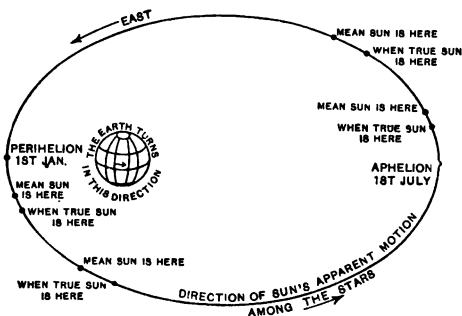 EAST
MEAN SUN IS HERE
WHEN TRUE SUN
IS HERE
MEAN SUN IS HERE
WHEN TRUE SUN
IS HERE
APHELION
1ST JULY
THE EARTH TURNS
IN THIS DIRECTION
PERIHELION
1ST JAN.
MEAN SUN
IS HERE
WHEN TRUE SUN
IS HERE
MEAN SUN IS HERE
WHEN TRUE SUN
IS HERE
DIRECTION OF SUN'S APPARENT MOTION
AMONG THE STARS